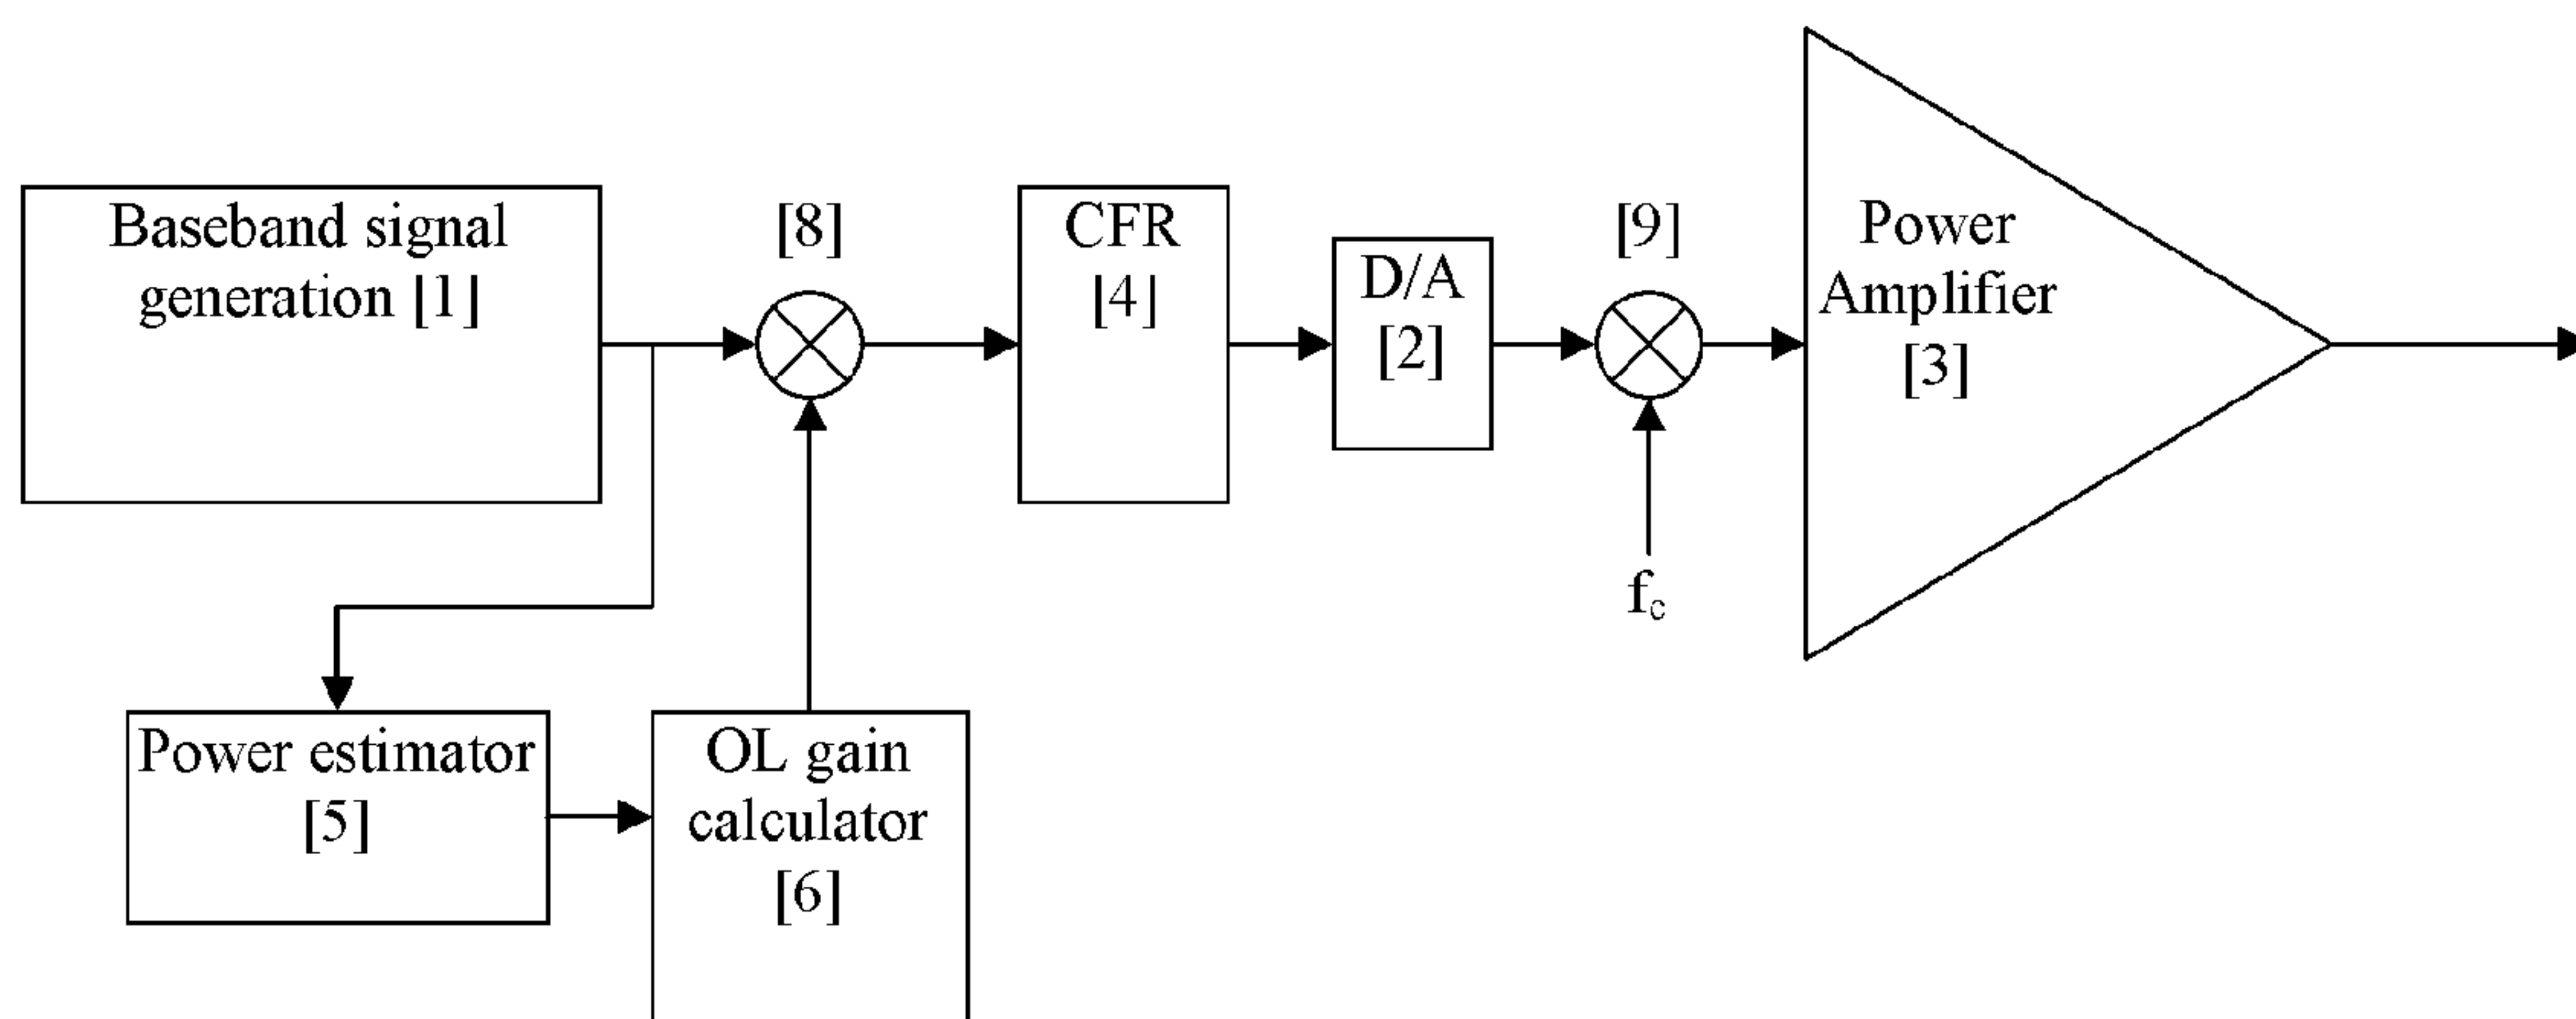 Baseband signal
generation [1]
[8]
CFR
[4]
D/A
[2]
[9]
f_c
Power
Amplifier
[3]
Power estimator
[5]
OL gain
calculator
[6]